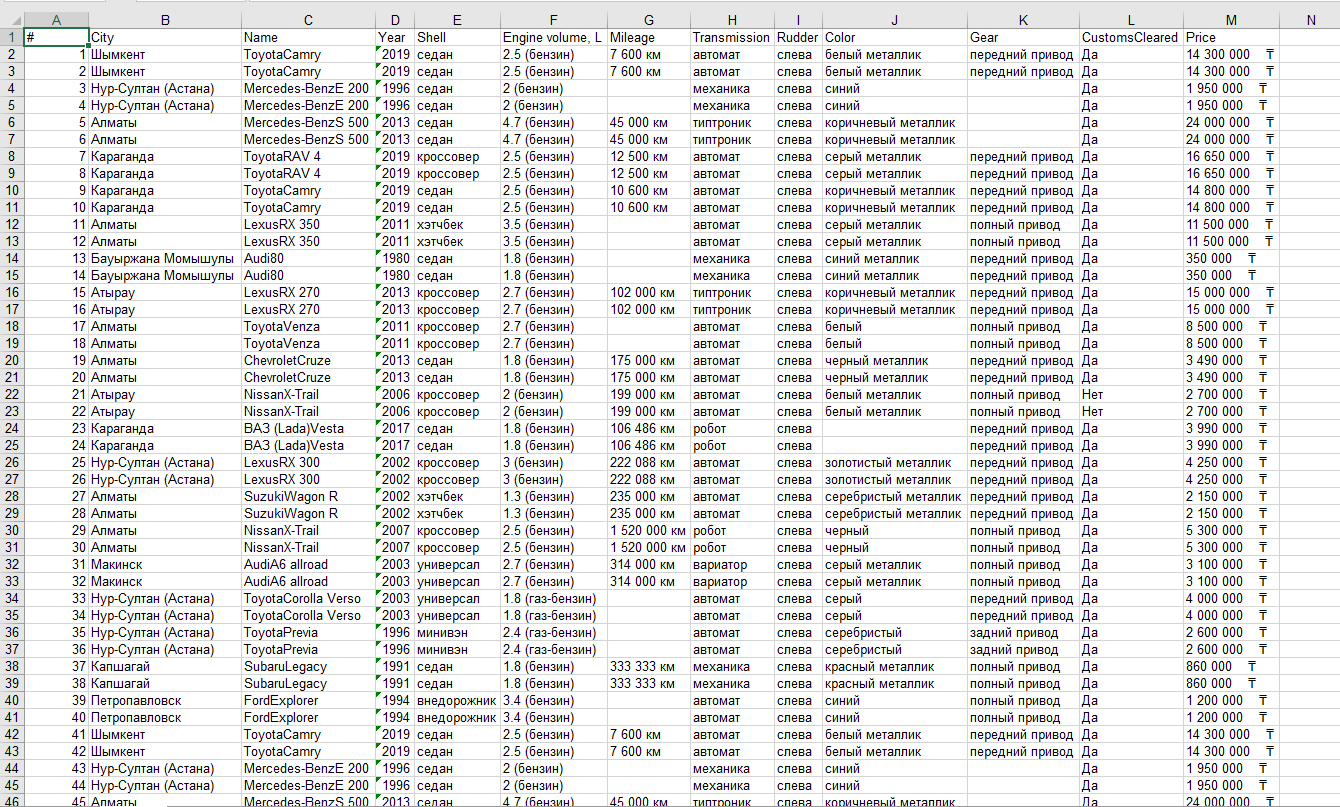 A B C D E F G H I J K L M N
1 # City Name Year Shell Engine volume, L Mileage Transmission Rudder Color Gear CustomsCleared Price
2 1 Шымкент ToyotaCamry 2019 седан 2.5 (бензин) 7 600 км автомат слева белый металлик передний привод Да 14 300 000 ₸
3 2 Шымкент ToyotaCamry 2019 седан 2.5 (бензин) 7 600 км автомат слева белый металлик передний привод Да 14 300 000 ₸
4 3 Нур-Султан (Астана) Mercedes-BenzE 200 1996 седан 2 (бензин) механика слева синий Да 1 950 000 ₸
5 4 Нур-Султан (Астана) Mercedes-BenzE 200 1996 седан 2 (бензин) механика слева синий Да 1 950 000 ₸
6 5 Алматы Mercedes-BenzS 500 2013 седан 4.7 (бензин) 45 000 км типтроник слева коричневый металлик Да 24 000 000 ₸
7 6 Алматы Mercedes-BenzS 500 2013 седан 4.7 (бензин) 45 000 км типтроник слева коричневый металлик Да 24 000 000 ₸
8 7 Караганда ToyotaRAV 4 2019 кроссовер 2.5 (бензин) 12 500 км автомат слева серый металлик передний привод Да 16 650 000 ₸
9 8 Караганда ToyotaRAV 4 2019 кроссовер 2.5 (бензин) 12 500 км автомат слева серый металлик передний привод Да 16 650 000 ₸
10 9 Караганда ToyotaCamry 2019 седан 2.5 (бензин) 10 600 км автомат слева коричневый металлик передний привод Да 14 800 000 ₸
11 10 Караганда ToyotaCamry 2019 седан 2.5 (бензин) 10 600 км автомат слева коричневый металлик передний привод Да 14 800 000 ₸
12 11 Алматы LexusRX 350 2011 хэтчбек 3.5 (бензин) автомат слева серый металлик полный привод Да 11 500 000 ₸
13 12 Алматы LexusRX 350 2011 хэтчбек 3.5 (бензин) автомат слева серый металлик полный привод Да 11 500 000 ₸
14 13 Бауыржана Момышулы Audi80 1980 седан 1.8 (бензин) механика слева синий металлик передний привод Да 350 000 ₸
15 14 Бауыржана Момышулы Audi80 1980 седан 1.8 (бензин) механика слева синий металлик передний привод Да 350 000 ₸
16 15 Атырау LexusRX 270 2013 кроссовер 2.7 (бензин) 102 000 км типтроник слева коричневый металлик передний привод Да 15 000 000 ₸
17 16 Атырау LexusRX 270 2013 кроссовер 2.7 (бензин) 102 000 км типтроник слева коричневый металлик передний привод Да 15 000 000 ₸
18 17 Алматы ToyotaVenza 2011 кроссовер 2.7 (бензин) автомат слева белый полный привод Да 8 500 000 ₸
19 18 Алматы ToyotaVenza 2011 кроссовер 2.7 (бензин) автомат слева белый полный привод Да 8 500 000 ₸
20 19 Алматы ChevroletCruze 2013 седан 1.8 (бензин) 175 000 км автомат слева черный металлик передний привод Да 3 490 000 ₸
21 20 Алматы ChevroletCruze 2013 седан 1.8 (бензин) 175 000 км автомат слева черный металлик передний привод Да 3 490 000 ₸
22 21 Атырау NissanX-Trail 2006 кроссовер 2 (бензин) 199 000 км автомат слева белый металлик передний привод Нет 2 700 000 ₸
23 22 Атырау NissanX-Trail 2006 кроссовер 2 (бензин) 199 000 км автомат слева белый металлик передний привод Нет 2 700 000 ₸
24 23 Караганда ВАЗ (Lada)Vesta 2017 седан 1.8 (бензин) 106 486 км робот слева передний привод Да 3 990 000 ₸
25 24 Караганда ВАЗ (Lada)Vesta 2017 седан 1.8 (бензин) 106 486 км робот слева передний привод Да 3 990 000 ₸
26 25 Нур-Султан (Астана) LexusRX 300 2002 кроссовер 3 (бензин) 222 088 км автомат слева золотистый металлик передний привод Да 4 250 000 ₸
27 26 Нур-Султан (Астана) LexusRX 300 2002 кроссовер 3 (бензин) 222 088 км автомат слева золотистый металлик передний привод Да 4 250 000 ₸
28 27 Алматы SuzukiWagon R 2002 хэтчбек 1.3 (бензин) 235 000 км автомат слева серебристый металлик передний привод Да 2 150 000 ₸
29 28 Алматы SuzukiWagon R 2002 хэтчбек 1.3 (бензин) 235 000 км автомат слева серебристый металлик передний привод Да 2 150 000 ₸
30 29 Алматы NissanX-Trail 2007 кроссовер 2.5 (бензин) 1 520 000 км робот слева черный полный привод Да 5 300 000 ₸
31 30 Алматы NissanX-Trail 2007 кроссовер 2.5 (бензин) 1 520 000 км робот слева черный полный привод Да 5 300 000 ₸
32 31 Макинск AudiA6 allroad 2003 универсал 2.7 (бензин) 314 000 км вариатор слева серый металлик полный привод Да 3 100 000 ₸
33 32 Макинск AudiA6 allroad 2003 универсал 2.7 (бензин) 314 000 км вариатор слева серый металлик полный привод Да 3 100 000 ₸
34 33 Нур-Султан (Астана) ToyotaCorolla Verso 2003 универсал 1.8 (газ-бензин) автомат слева серый передний привод Да 4 000 000 ₸
35 34 Нур-Султан (Астана) ToyotaCorolla Verso 2003 универсал 1.8 (газ-бензин) автомат слева серый передний привод Да 4 000 000 ₸
36 35 Нур-Султан (Астана) ToyotaPrevia 1996 минивэн 2.4 (газ-бензин) автомат слева серебристый задний привод Да 2 600 000 ₸
37 36 Нур-Султан (Астана) ToyotaPrevia 1996 минивэн 2.4 (газ-бензин) автомат слева серебристый задний привод Да 2 600 000 ₸
38 37 Капшагай SubaruLegacy 1991 седан 1.8 (бензин) 333 333 км механика слева красный металлик полный привод Да 860 000 ₸
39 38 Капшагай SubaruLegacy 1991 седан 1.8 (бензин) 333 333 км механика слева красный металлик полный привод Да 860 000 ₸
40 39 Петропавловск FordExplorer 1994 внедорожник 3.4 (бензин) автомат слева синий полный привод Да 1 200 000 ₸
41 40 Петропавловск FordExplorer 1994 внедорожник 3.4 (бензин) автомат слева синий полный привод Да 1 200 000 ₸
42 41 Шымкент ToyotaCamry 2019 седан 2.5 (бензин) 7 600 км автомат слева белый металлик передний привод Да 14 300 000 ₸
43 42 Шымкент ToyotaCamry 2019 седан 2.5 (бензин) 7 600 км автомат слева белый металлик передний привод Да 14 300 000 ₸
44 43 Нур-Султан (Астана) Mercedes-BenzE 200 1996 седан 2 (бензин) механика слева синий Да 1 950 000 ₸
45 44 Нур-Султан (Астана) Mercedes-BenzE 200 1996 седан 2 (бензин) механика слева синий Да 1 950 000 ₸
46 45 Алматы Mercedes-BenzS 500 2013 седан 4.7 (бензин) 45 000 км типтроник слева коричневый металлик Да 24 000 000 ₸